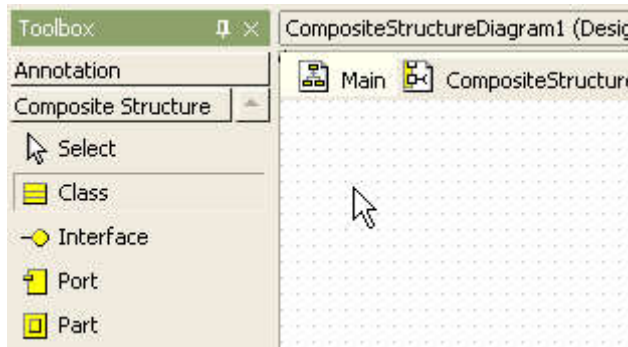 Toolbox
CompositeStructureDiagram1 (Desig
Annotation
Main CompositeStructure
Composite Structure
Select
Class
Interface
Port
Part